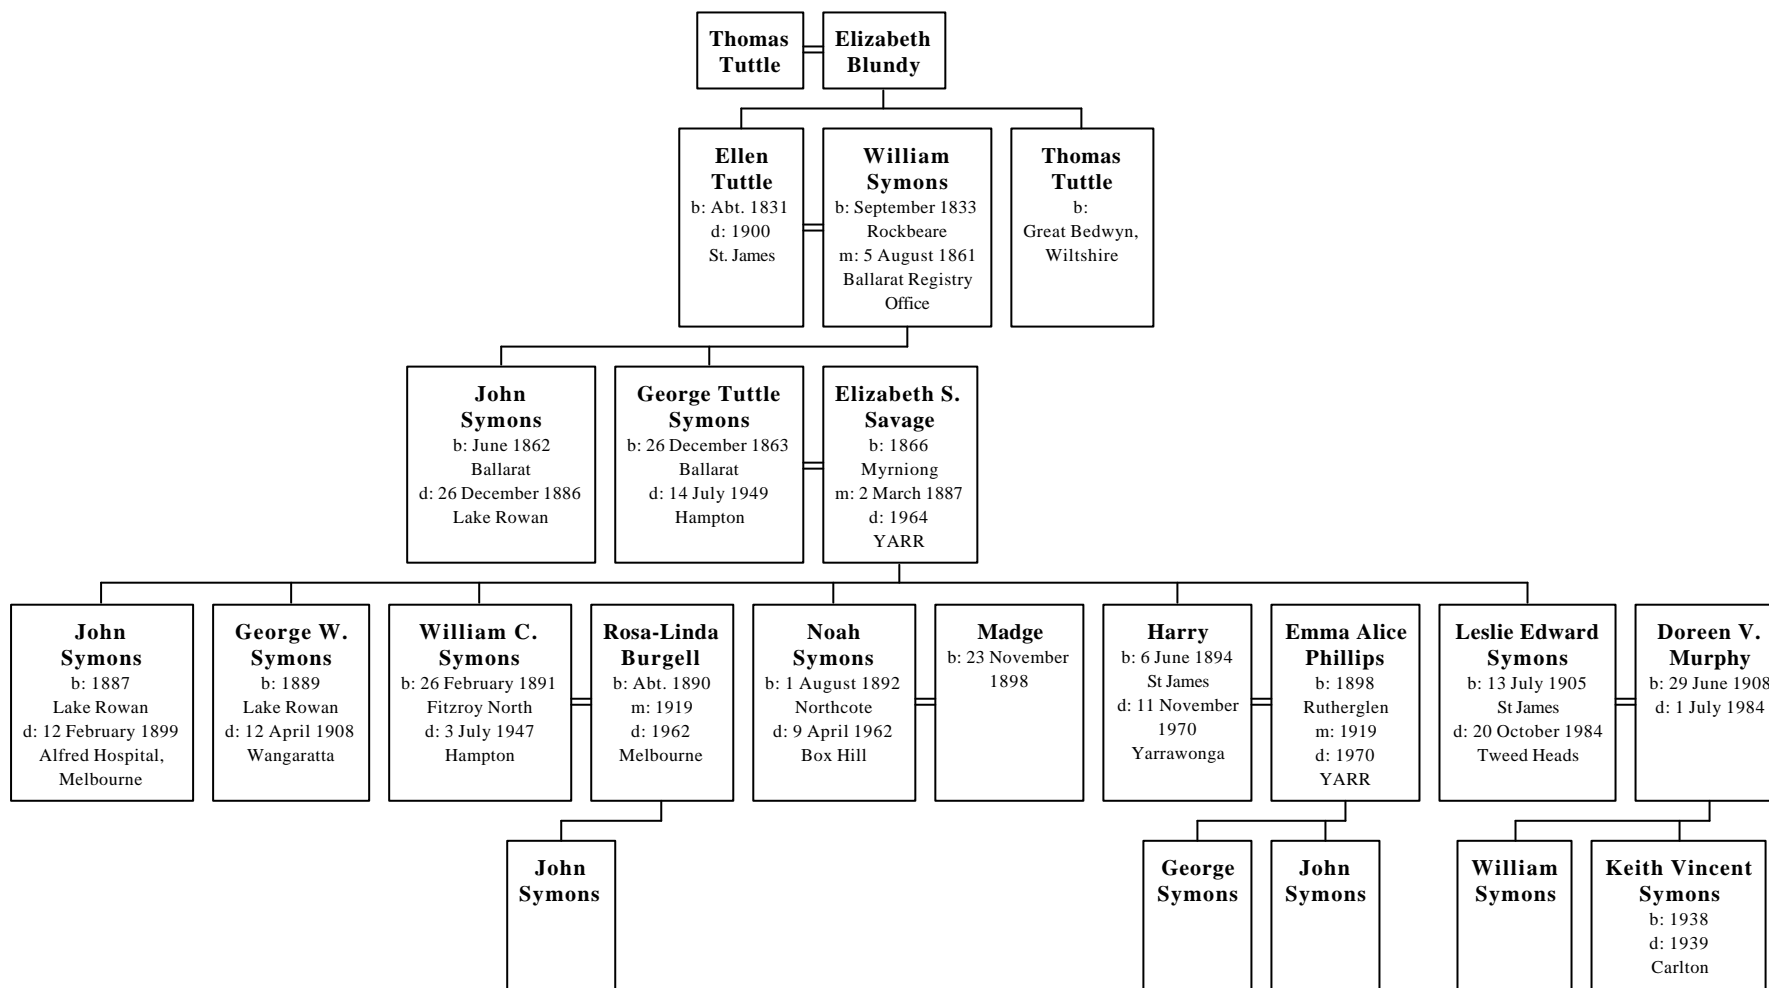 Thomas
Tuttle
Elizabeth
Blundy
Ellen
Tuttle
b: Abt. 1831
d: 1900
St. James
William
Symons
b: September 1833
Rockbeare
m: 5 August 1861
Ballarat Registry
Office
Thomas
Tuttle
b:
Great Bedwyn,
Wiltshire
John
Symons
b: June 1862
Ballarat
d: 26 December 1886
Lake Rowan
George Tuttle
Symons
b: 26 December 1863
Ballarat
d: 14 July 1949
Hampton
Elizabeth S.
Savage
b: 1866
Myrniong
m: 2 March 1887
d: 1964
YARR
John
Symons
b: 1887
Lake Rowan
d: 12 February 1899
Alfred Hospital,
Melbourne
George W.
Symons
b: 1889
Lake Rowan
d: 12 April 1908
Wangaratta
William C.
Symons
b: 26 February 1891
Fitzroy North
d: 3 July 1947
Hampton
Rosa-Linda
Burgell
b: Abt. 1890
m: 1919
d: 1962
Melbourne
Noah
Symons
b: 1 August 1892
Northcote
d: 9 April 1962
Box Hill
Madge
b: 23 November
1898
Harry
Symons
b: 6 June 1894
St James
d: 11 November
1970
Yarrawonga
Emma Alice
Phillips
b: 1898
Rutherglen
m: 1919
d: 1970
YARR
Leslie Edward
Symons
b: 13 July 1905
St James
d: 20 October 1984
Tweed Heads
Doreen V.
Murphy
b: 29 June 1908
d: 1 July 1984
John
Symons
George
Symons
John
Symons
William
Symons
Keith Vincent
Symons
b: 1938
d: 1939
Carlton